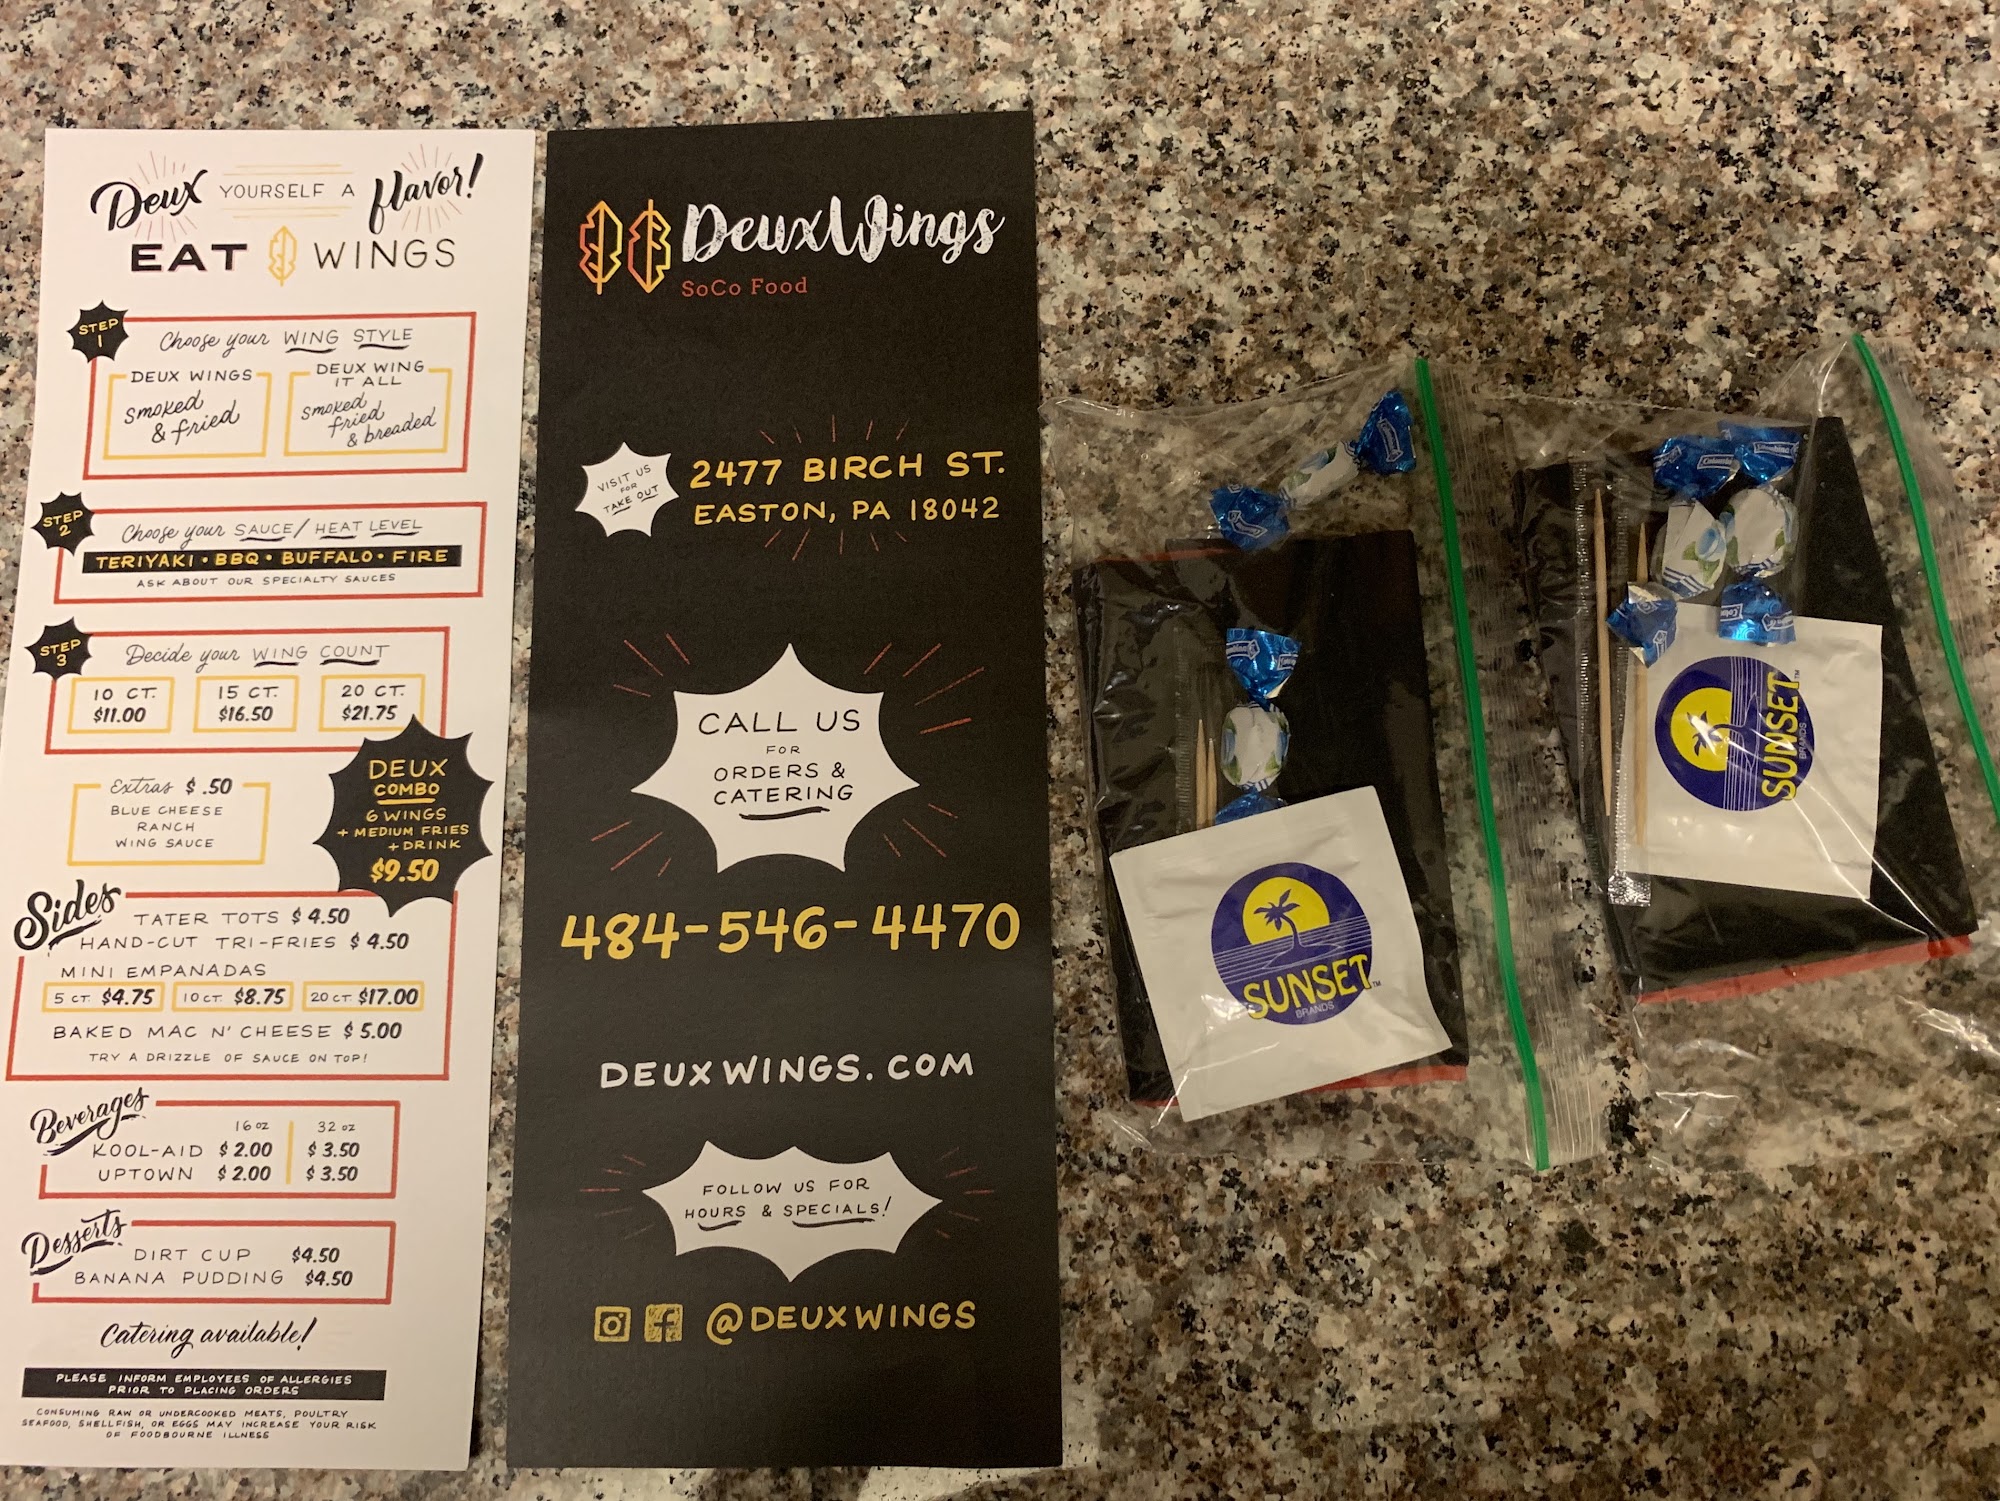 Deux YOURSELF A flavor!
EAT WINGS
STEP
1
Choose your WING STYLE
DEUX WINGS
smoked
& fried
DEUX WING
IT ALL
smoked
fried
& breaded
STEP
2
Choose your SAUCE/HEAT LEVEL
TERIYAKI • BBQ • BUFFALO • FIRE
ASK ABOUT OUR SPECIALTY SAUCES
STEP
3
Decide your WING COUNT
10 CT.
$11.00
15 CT.
$16.50
20 CT.
$21.75
Extras $.50
BLUE CHEESE
RANCH
WING SAUCE
DEUX
COMBO
6 WINGS
+ MEDIUM FRIES
+ DRINK
$9.50
Sides
TATER TOTS $4.50
HAND-CUT TRI-FRIES $4.50
MINI EMPANADAS
5 CT. $4.75 10 CT. $8.75 20 CT. $17.00
BAKED MAC N' CHEESE $5.00
TRY A DRIZZLE OF SAUCE ON TOP!
Beverages
16 oz 32 oz
KOOL-AID $2.00 $3.50
UPTOWN $2.00 $3.50
Desserts
DIRT CUP $4.50
BANANA PUDDING $4.50
Catering available!
PLEASE INFORM EMPLOYEES OF ALLERGIES
PRIOR TO PLACING ORDERS
CONSUMING RAW OR UNDERCOOKED MEATS, POULTRY
SEAFOOD, SHELLFISH, OR EGGS MAY INCREASE YOUR RISK
OF FOODBOURNE ILLNESS
DeuxWings
SoCo Food
VISIT US
FOR
TAKE OUT
2477 BIRCH ST.
EASTON, PA 18042
CALL US
FOR
ORDERS &
CATERING
484-546-4470
DEUXWINGS.COM
FOLLOW US FOR
HOURS & SPECIALS!
@DEUXWINGS
Colombina
SUNSET™
BRANDS
Colombina
SUNSET™
BRANDS